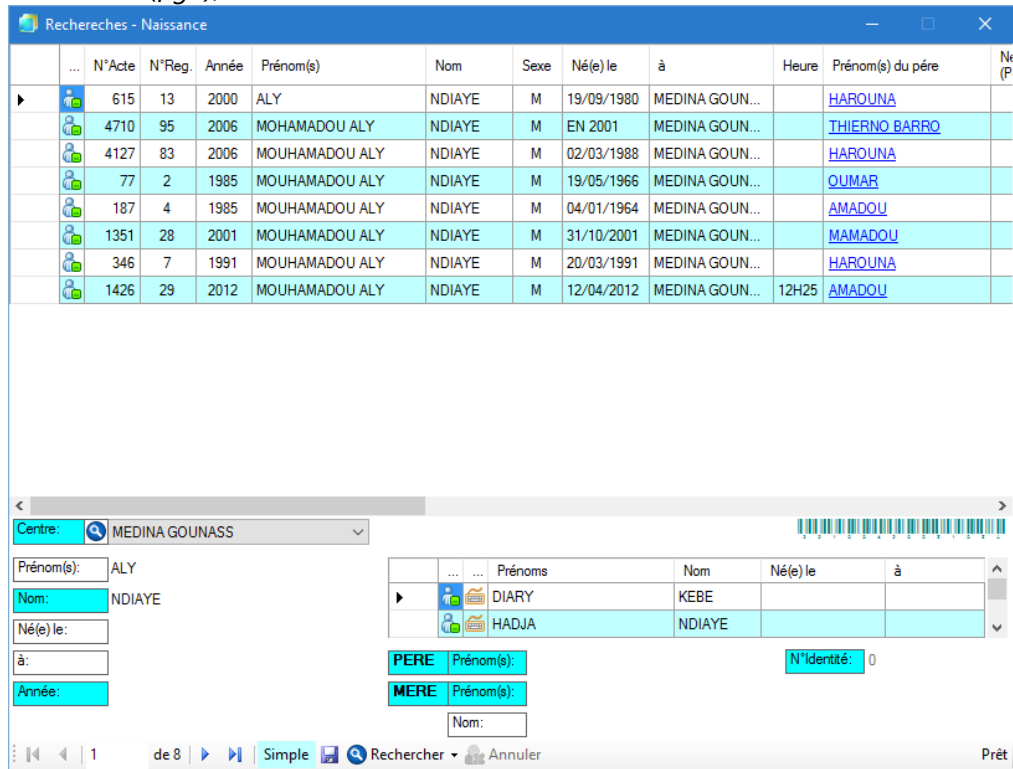 Rechereches - Naissance
... N°Acte N°Reg. Année Prénom(s) Nom Sexe Né(e) le à Heure Prénom(s) du pére
615 13 2000 ALY NDIAYE M 19/09/1980 MEDINA GOUN... HAROUNA
4710 95 2006 MOHAMADOU ALY NDIAYE M EN 2001 MEDINA GOUN... THIERNO BARRO
4127 83 2006 MOUHAMADOU ALY NDIAYE M 02/03/1988 MEDINA GOUN... HAROUNA
77 2 1985 MOUHAMADOU ALY NDIAYE M 19/05/1966 MEDINA GOUN... OUMAR
187 4 1985 MOUHAMADOU ALY NDIAYE M 04/01/1964 MEDINA GOUN... AMADOU
1351 28 2001 MOUHAMADOU ALY NDIAYE M 31/10/2001 MEDINA GOUN... MAMADOU
346 7 1991 MOUHAMADOU ALY NDIAYE M 20/03/1991 MEDINA GOUN... HAROUNA
1426 29 2012 MOUHAMADOU ALY NDIAYE M 12/04/2012 MEDINA GOUN... 12H25 AMADOU
Centre: MEDINA GOUNASS
Prénom(s): ALY
Nom: NDIAYE
Né(e) le:
à:
Année:
... ... Prénoms Nom Né(e) le à
DIARY KEBE
HADJA NDIAYE
PERE Prénom(s): N°Identité: 0
MERE Prénom(s):
Nom:
1 de 8 Simple Rechercher Annuler Prêt